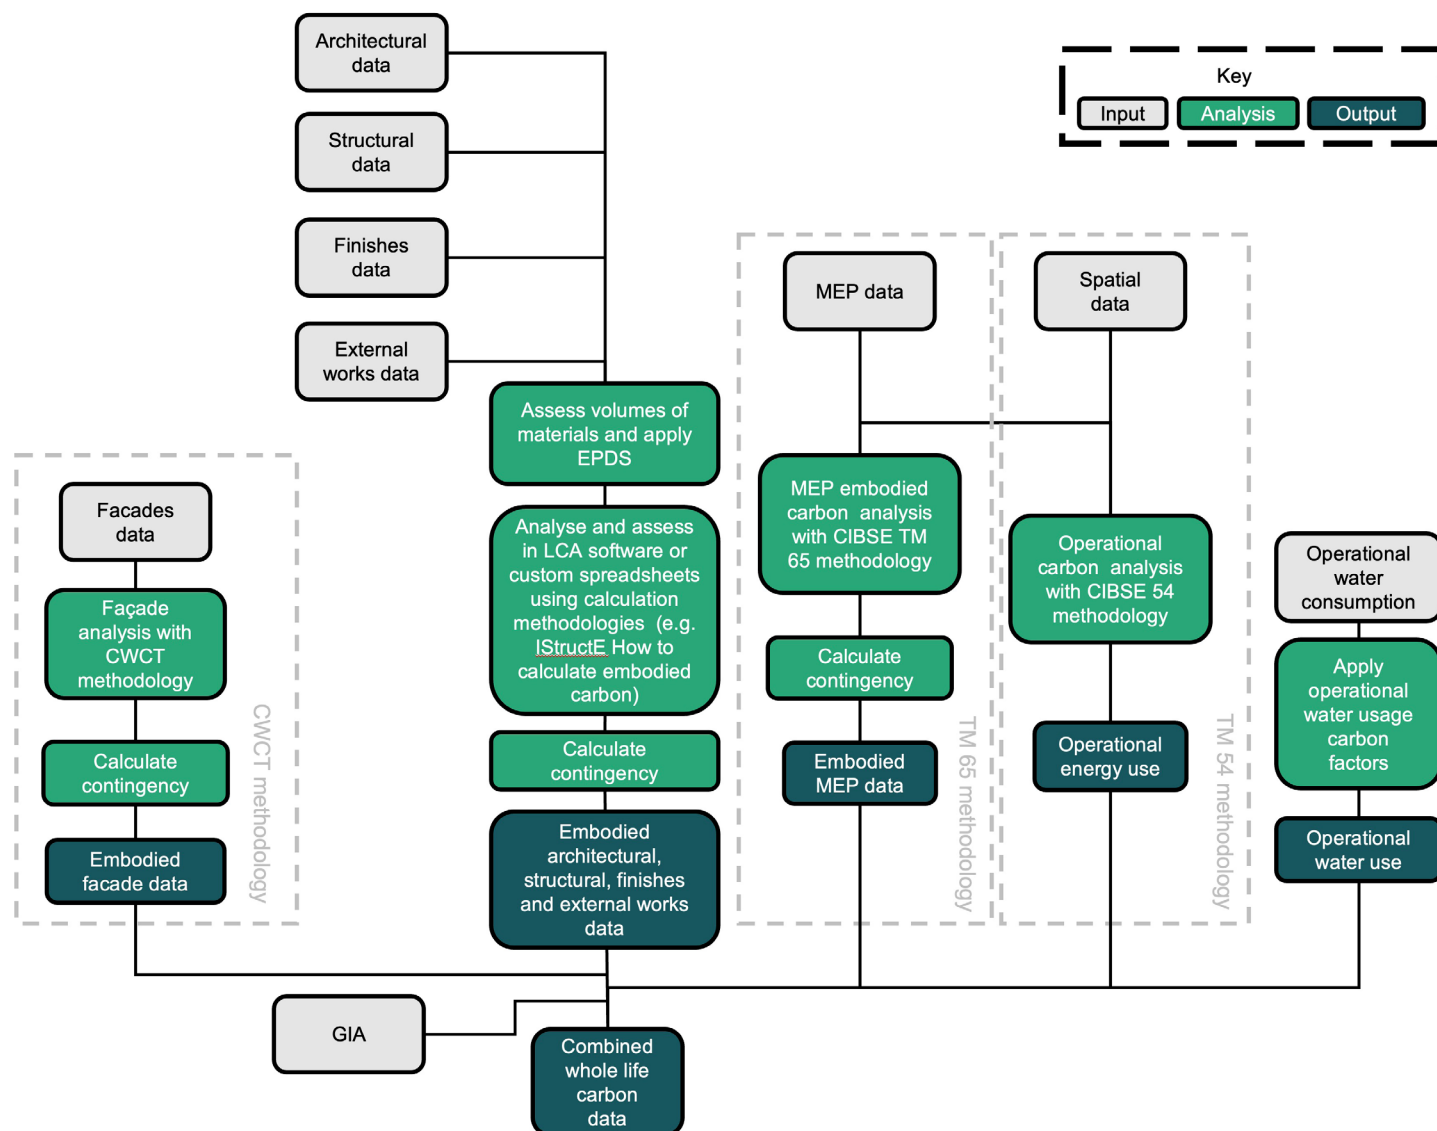 Architectural
data
Structural
data
Finishes
data
External
works data
Key
Input
Analysis
Output
MEP data
Spatial
data
Assess volumes of
materials and apply
EPDS
Analyse and assess
in LCA software or
custom spreadsheets
using calculation
methodologies (e.g.
IStructE How to
calculate embodied
carbon)
Calculate
contingency
Embodied
architectural,
structural, finishes
and external works
data
Facades
data
Façade
analysis with
CWCT
methodology
Calculate
contingency
Embodied
facade data
CWCT methodology
MEP embodied
carbon analysis
with CIBSE TM
65 methodology
Calculate
contingency
Embodied
MEP data
TM 65 methodology
Operational
carbon analysis
with CIBSE 54
methodology
Operational
energy use
TM 54 methodology
Operational
water
consumption
Apply
operational
water usage
carbon
factors
Operational
water use
GIA
Combined
whole life
carbon
data